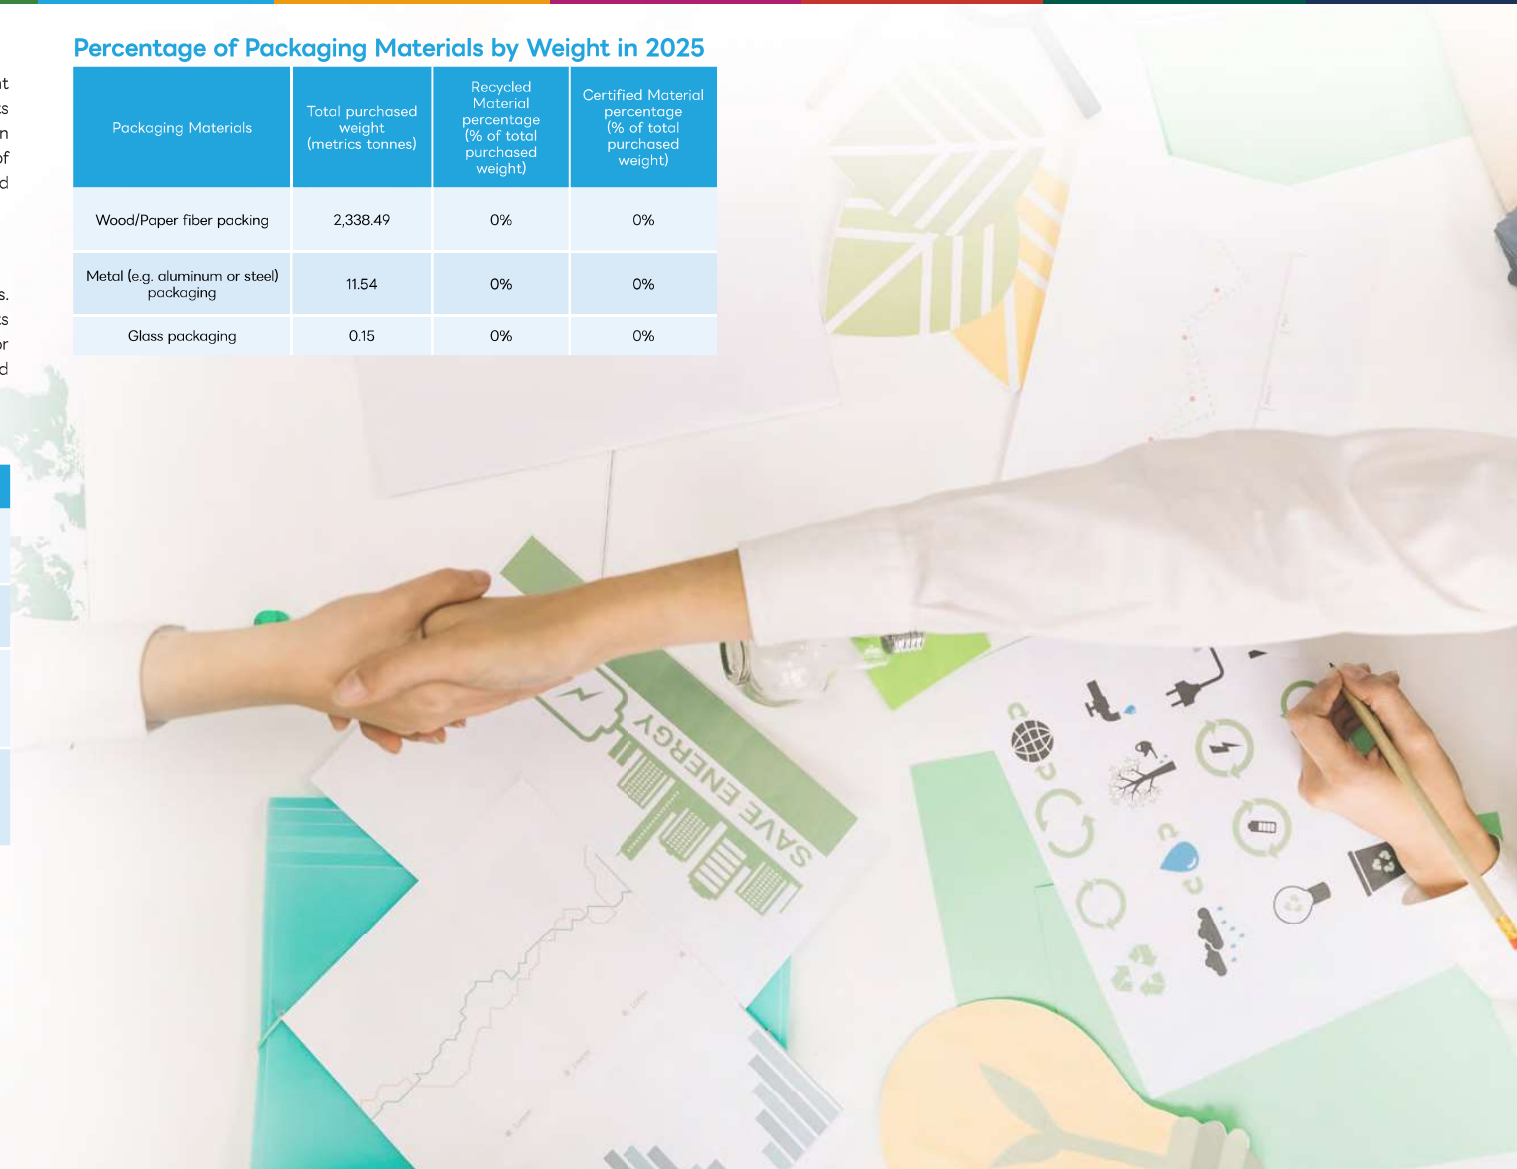 Percentage of Packaging Materials by Weight in 2025
Packaging Materials
Total purchased
weight
(metrics tonnes)
Recycled
Material
percentage
(% of total
purchased
weight)
Certified Material
percentage
(% of total
purchased
weight)
Wood/Paper fiber packing
2,338.49
0%
0%
Metal (e.g. aluminum or steel)
packaging
11.54
0%
0%
Glass packaging
0.15
0%
0%
SAVE ENERGY